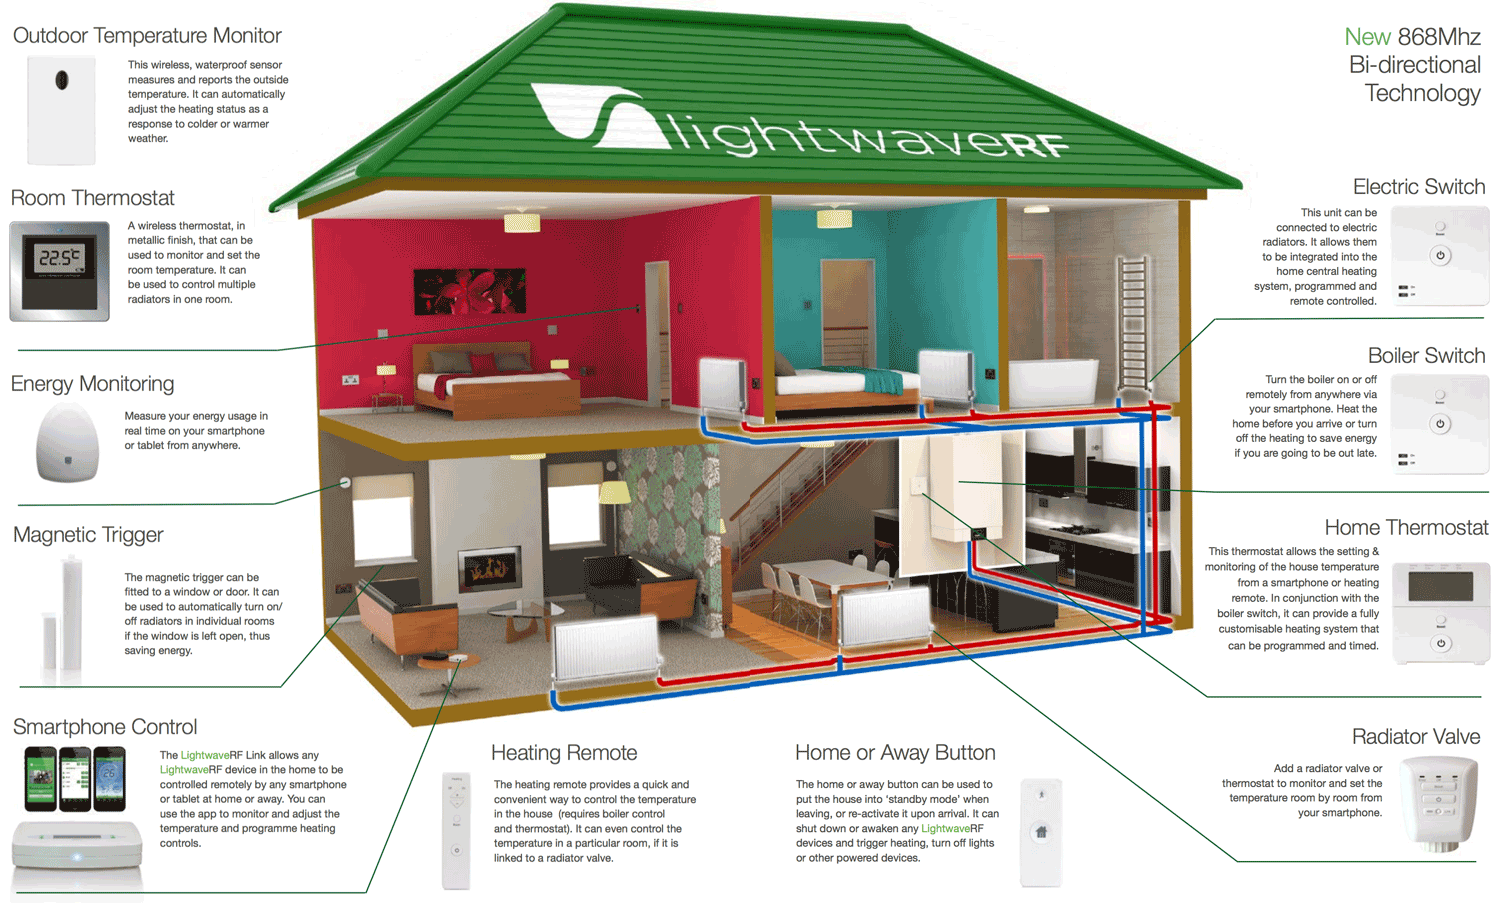 Outdoor Temperature Monitor
This wireless, waterproof sensor
measures and reports the outside
temperature. It can automatically
adjust the heating status as a
response to colder or warmer
weather.
Room Thermostat
22.5°C
A wireless thermostat, in
metallic finish, that can be
used to monitor and set the
room temperature. It can
be used to control multiple
radiators in one room.
Energy Monitoring
Measure your energy usage in
real time on your smartphone
or tablet from anywhere.
Magnetic Trigger
The magnetic trigger can be
fitted to a window or door. It can
be used to automatically turn on/
off radiators in individual rooms
if the window is left open, thus
saving energy.
Smartphone Control
The LightwaveRF Link allows any
LightwaveRF device in the home to be
controlled remotely by any smartphone
or tablet at home or away. You can
use the app to monitor and adjust the
temperature and programme heating
controls.
lightwaveRF
Heating Remote
The heating remote provides a quick and
convenient way to control the temperature
in the house (requires boiler control
and thermostat). It can even control the
temperature in a particular room, if it is
linked to a radiator valve.
Home or Away Button
The home or away button can be used to
put the house into ‘standby mode’ when
leaving, or re-activate it upon arrival. It can
shut down or awaken any LightwaveRF
devices and trigger heating, turn off lights
or other powered devices.
New 868Mhz
Bi-directional
Technology
Electric Switch
This unit can be
connected to electric
radiators. It allows them
to be integrated into the
home central heating
system, programmed and
remote controlled.
Boiler Switch
Turn the boiler on or off
remotely from anywhere via
your smartphone. Heat the
home before you arrive or turn
off the heating to save energy
if you are going to be out late.
Home Thermostat
This thermostat allows the setting &
monitoring of the house temperature
from a smartphone or heating
remote. In conjunction with the
boiler switch, it can provide a fully
customisable heating system that
can be programmed and timed.
Radiator Valve
Add a radiator valve or
thermostat to monitor and set the
temperature room by room from
your smartphone.